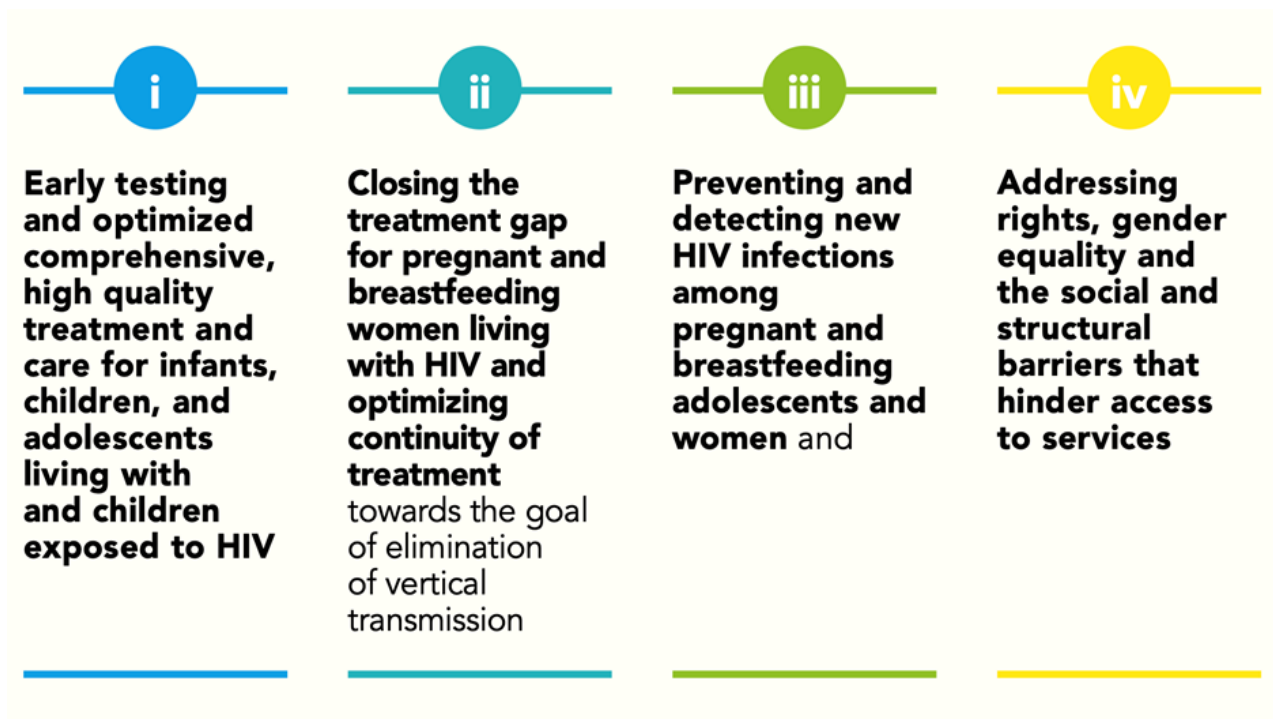 i
Early testing
and optimized
comprehensive,
high quality
treatment and
care for infants,
children, and
adolescents
living with
and children
exposed to HIV
ii
Closing the
treatment gap
for pregnant and
breastfeeding
women living
with HIV and
optimizing
continuity of
treatment
towards the goal
of elimination
of vertical
transmission
iii
Preventing and
detecting new
HIV infections
among
pregnant and
breastfeeding
adolescents and
women and
iv
Addressing
rights, gender
equality and
the social and
structural
barriers that
hinder access
to services